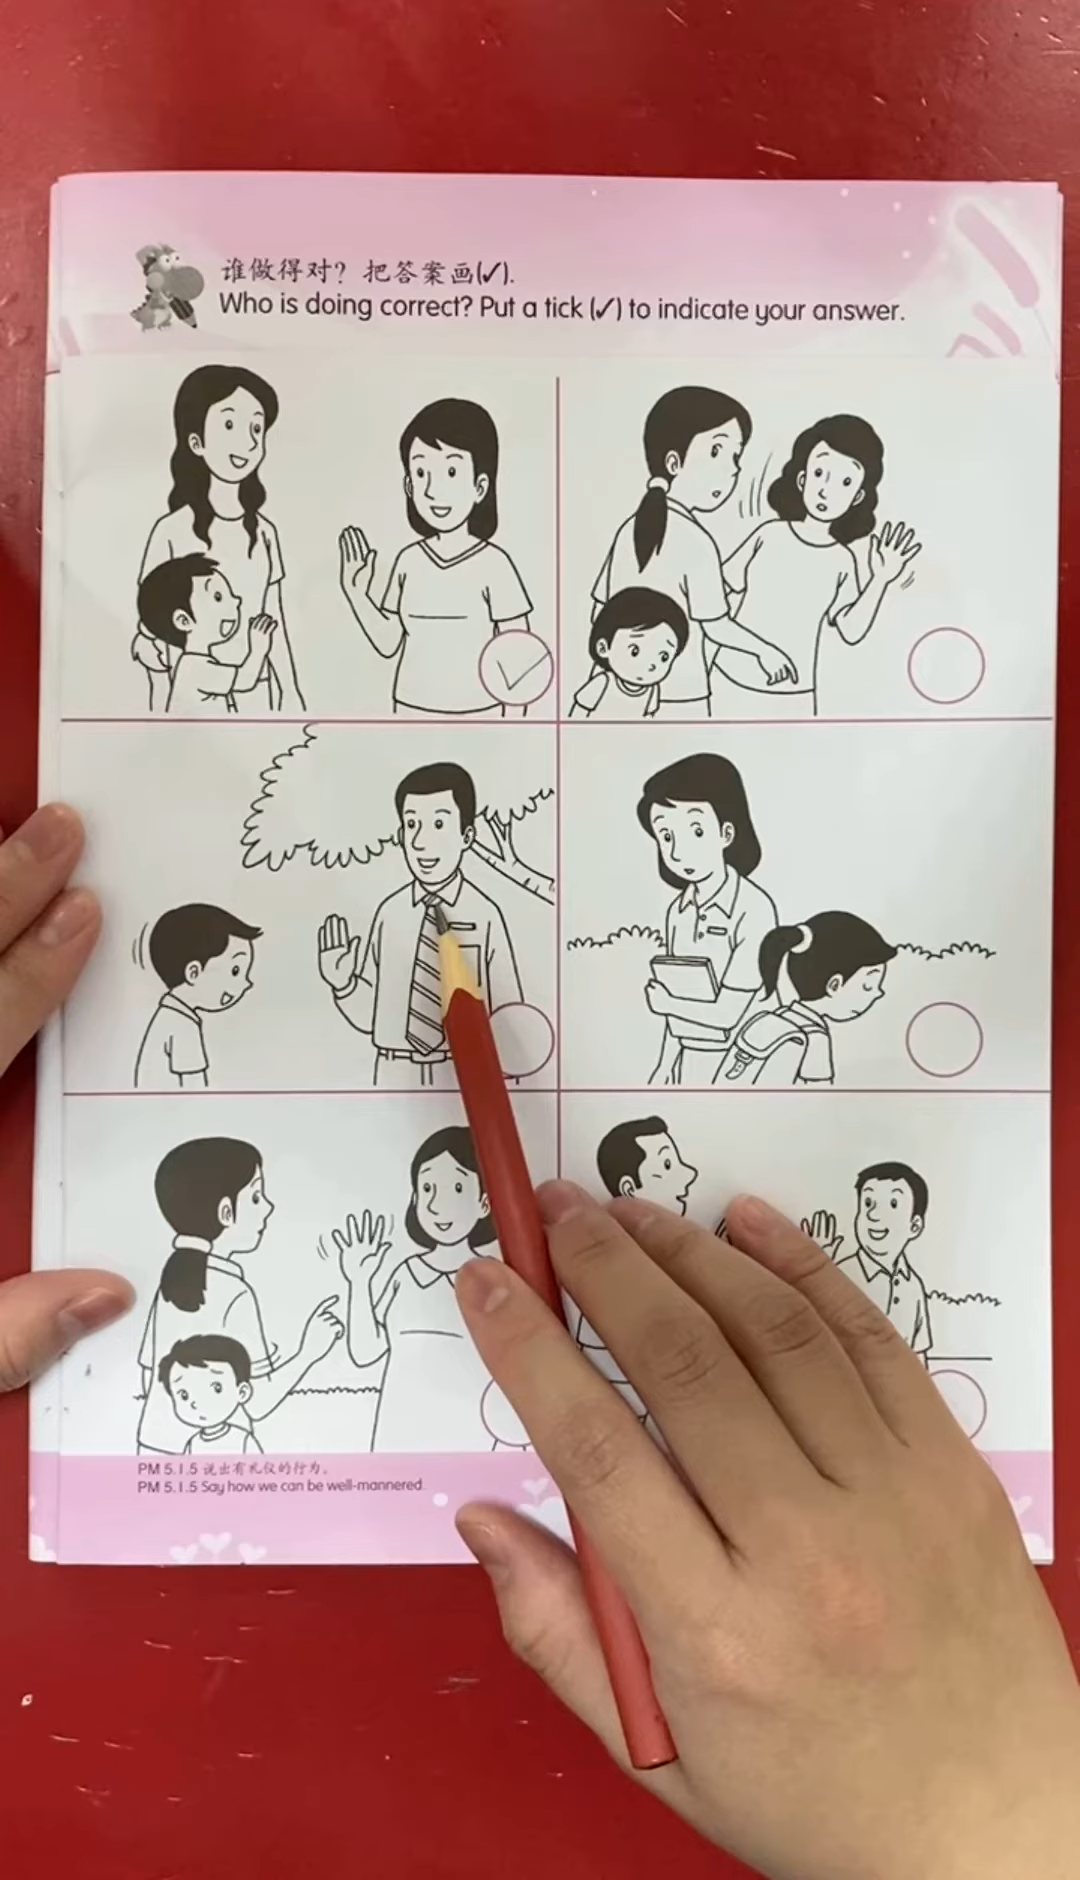 谁做得对？把答案画(✓).
Who is doing correct? Put a tick (✓) to indicate your answer.
PM 5.1.5 说出有礼仪的行为。
PM 5.1.5 Say how we can be well-mannered.